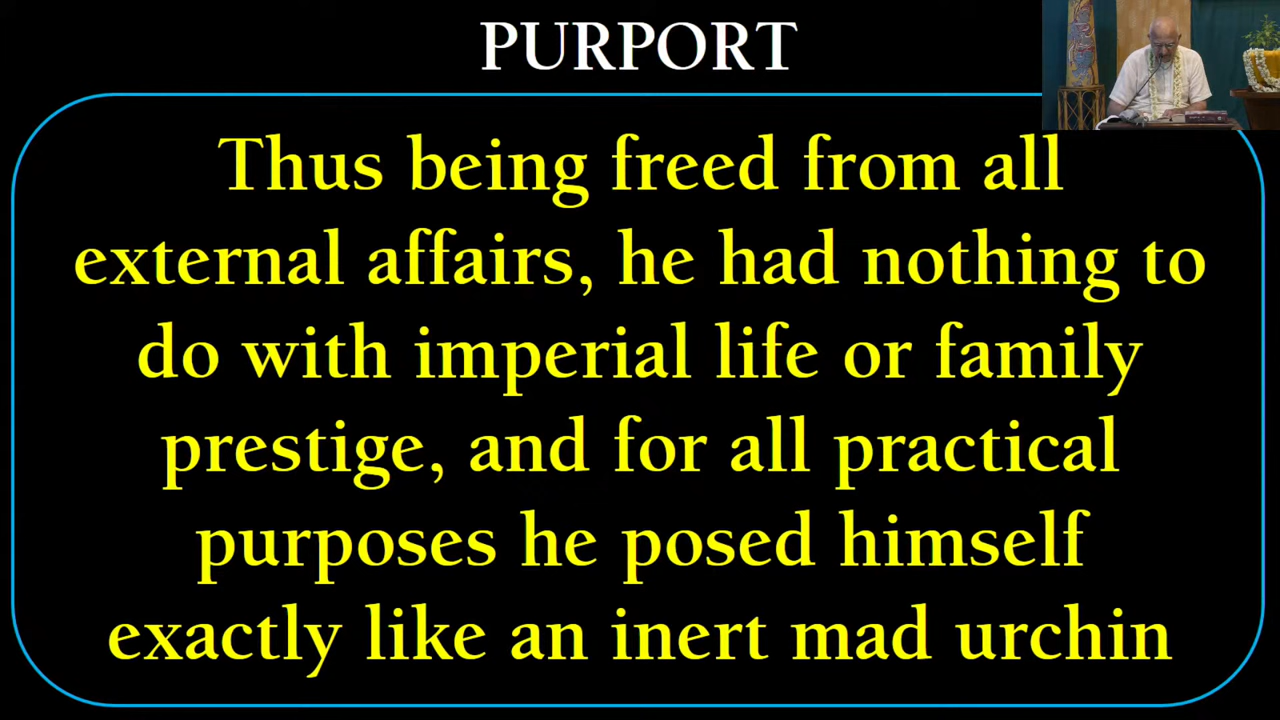 PURPORT
Thus being freed from all
external affairs, he had nothing to
do with imperial life or family
prestige, and for all practical
purposes he posed himself
exactly like an inert mad urchin